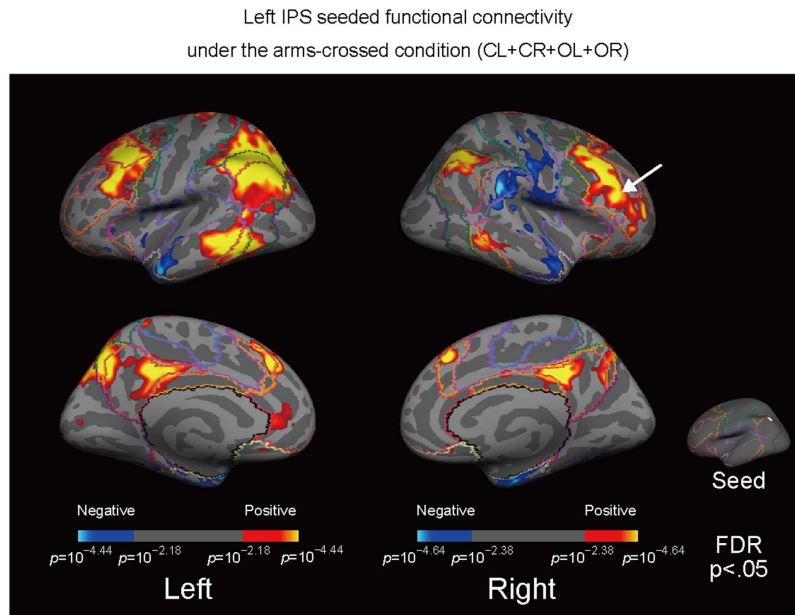 Left IPS seeded functional connectivity
under the arms-crossed condition (CL+CR+OL+OR)
Seed
Negative Positive
p=10^-4.44 p=10^-2.18 p=10^-2.18 p=10^-4.44
Left
Negative Positive
p=10^-4.64 p=10^-2.38 p=10^-2.38 p=10^-4.64
Right
FDR
p<.05